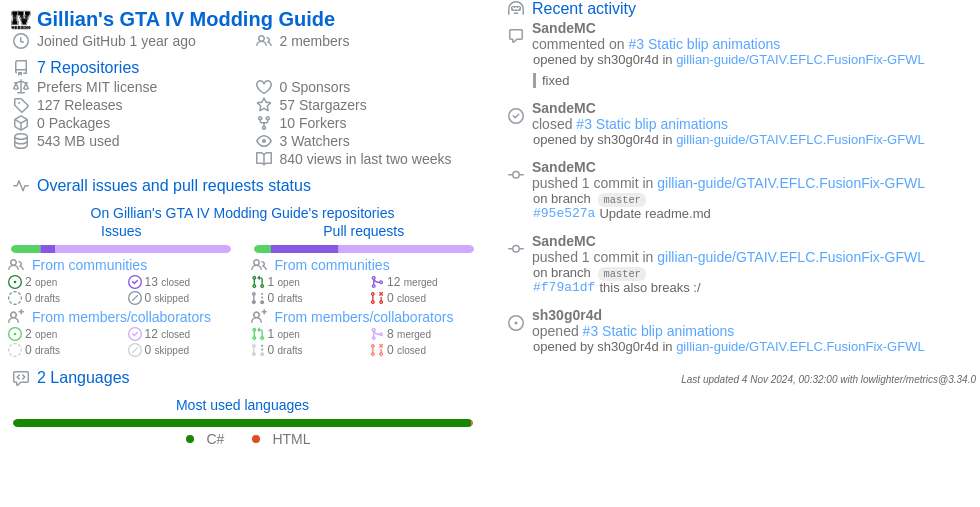 Gillian's GTA IV Modding Guide
Joined GitHub 1 year ago
2 members
7 Repositories
Prefers MIT license
127 Releases
0 Packages
543 MB used
0 Sponsors
57 Stargazers
10 Forkers
3 Watchers
840 views in last two weeks
Overall issues and pull requests status
On Gillian's GTA IV Modding Guide's repositories
Issues
From communities
2 open
13 closed
0 drafts
0 skipped
From members/collaborators
2 open
12 closed
0 drafts
0 skipped
Pull requests
From communities
1 open
12 merged
0 drafts
0 closed
From members/collaborators
1 open
8 merged
0 drafts
0 closed
2 Languages
Most used languages
C#
HTML
Recent activity
SandeMC
commented on #3 Static blip animations
opened by sh30g0r4d in gillian-guide/GTAIV.EFLC.FusionFix-GFWL
fixed
SandeMC
closed #3 Static blip animations
opened by sh30g0r4d in gillian-guide/GTAIV.EFLC.FusionFix-GFWL
SandeMC
pushed 1 commit in gillian-guide/GTAIV.EFLC.FusionFix-GFWL
on branch master
#95e527a Update readme.md
SandeMC
pushed 1 commit in gillian-guide/GTAIV.EFLC.FusionFix-GFWL
on branch master
#f79a1df this also breaks :/
sh30g0r4d
opened #3 Static blip animations
opened by sh30g0r4d in gillian-guide/GTAIV.EFLC.FusionFix-GFWL
Last updated 4 Nov 2024, 00:32:00 with lowlighter/metrics@3.34.0